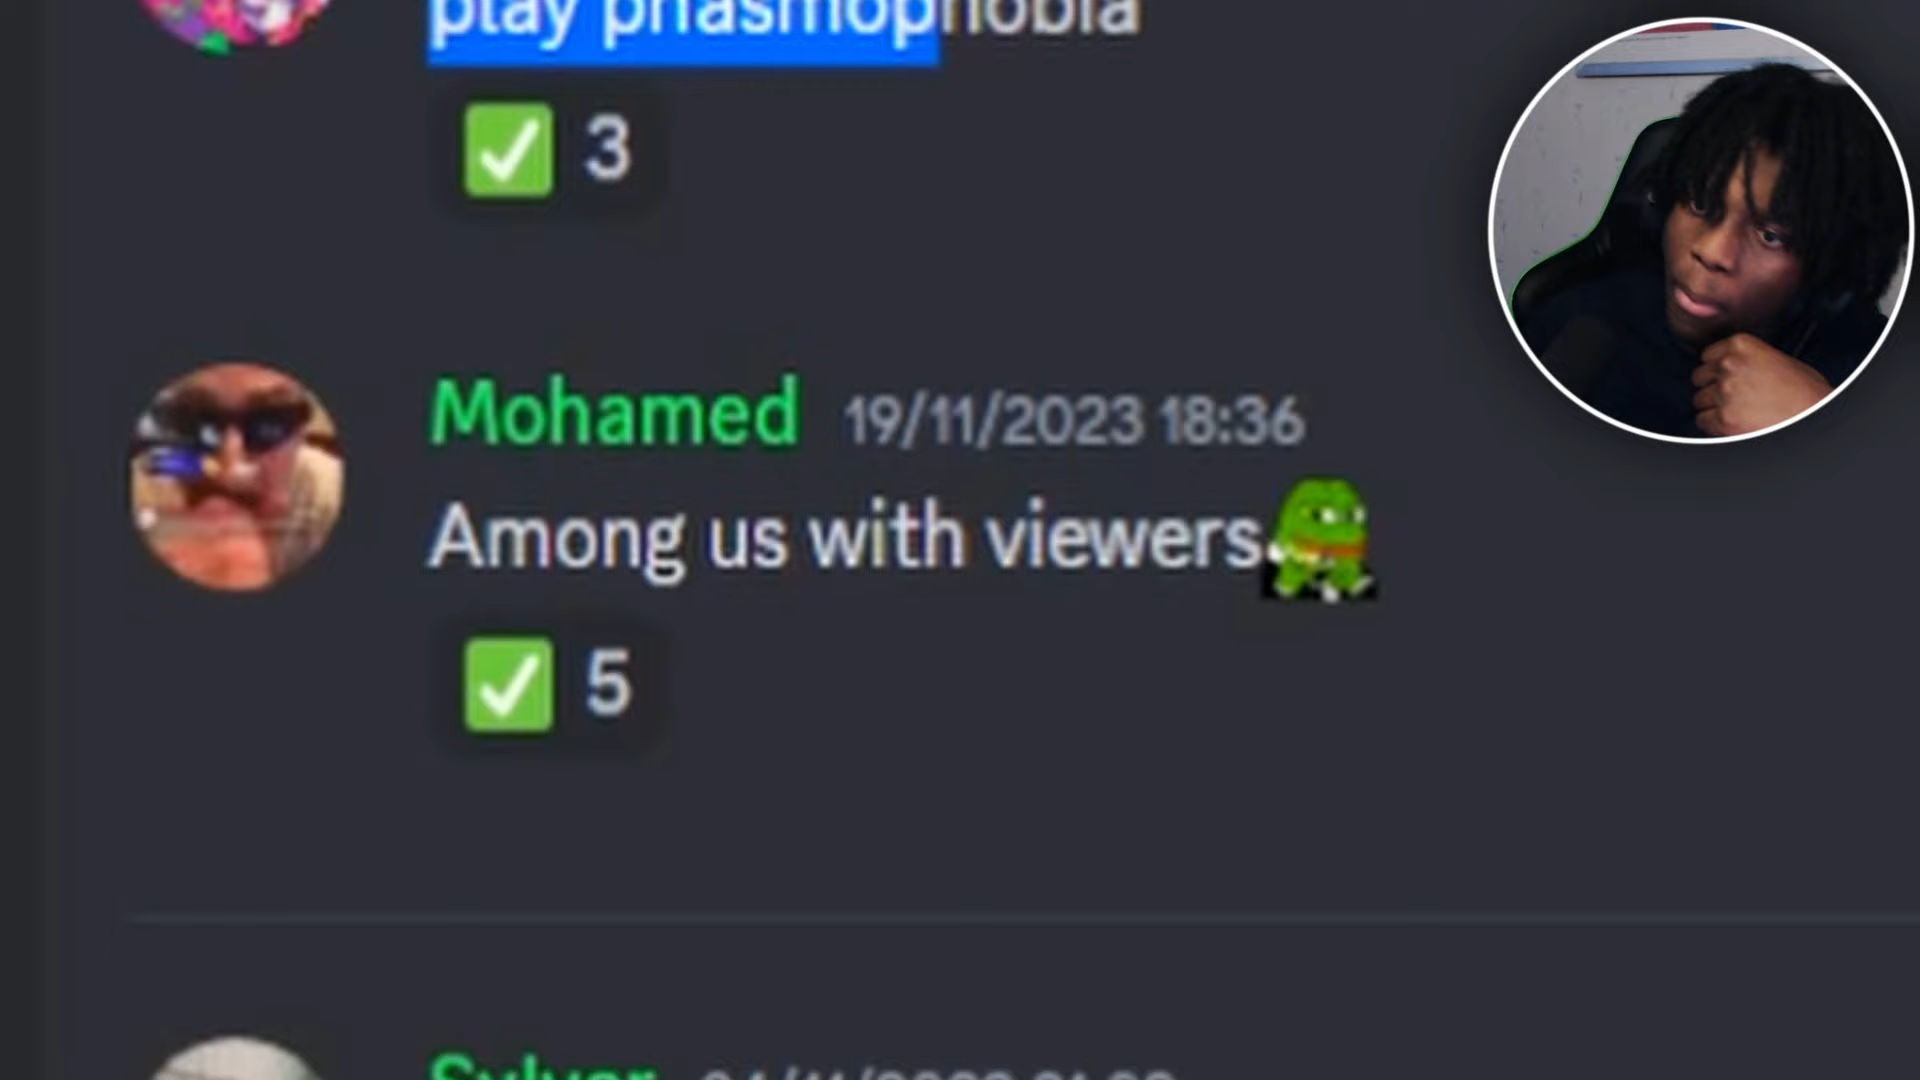 play phasmophobia
3
Mohamed 19/11/2023 18:36
Among us with viewers
5